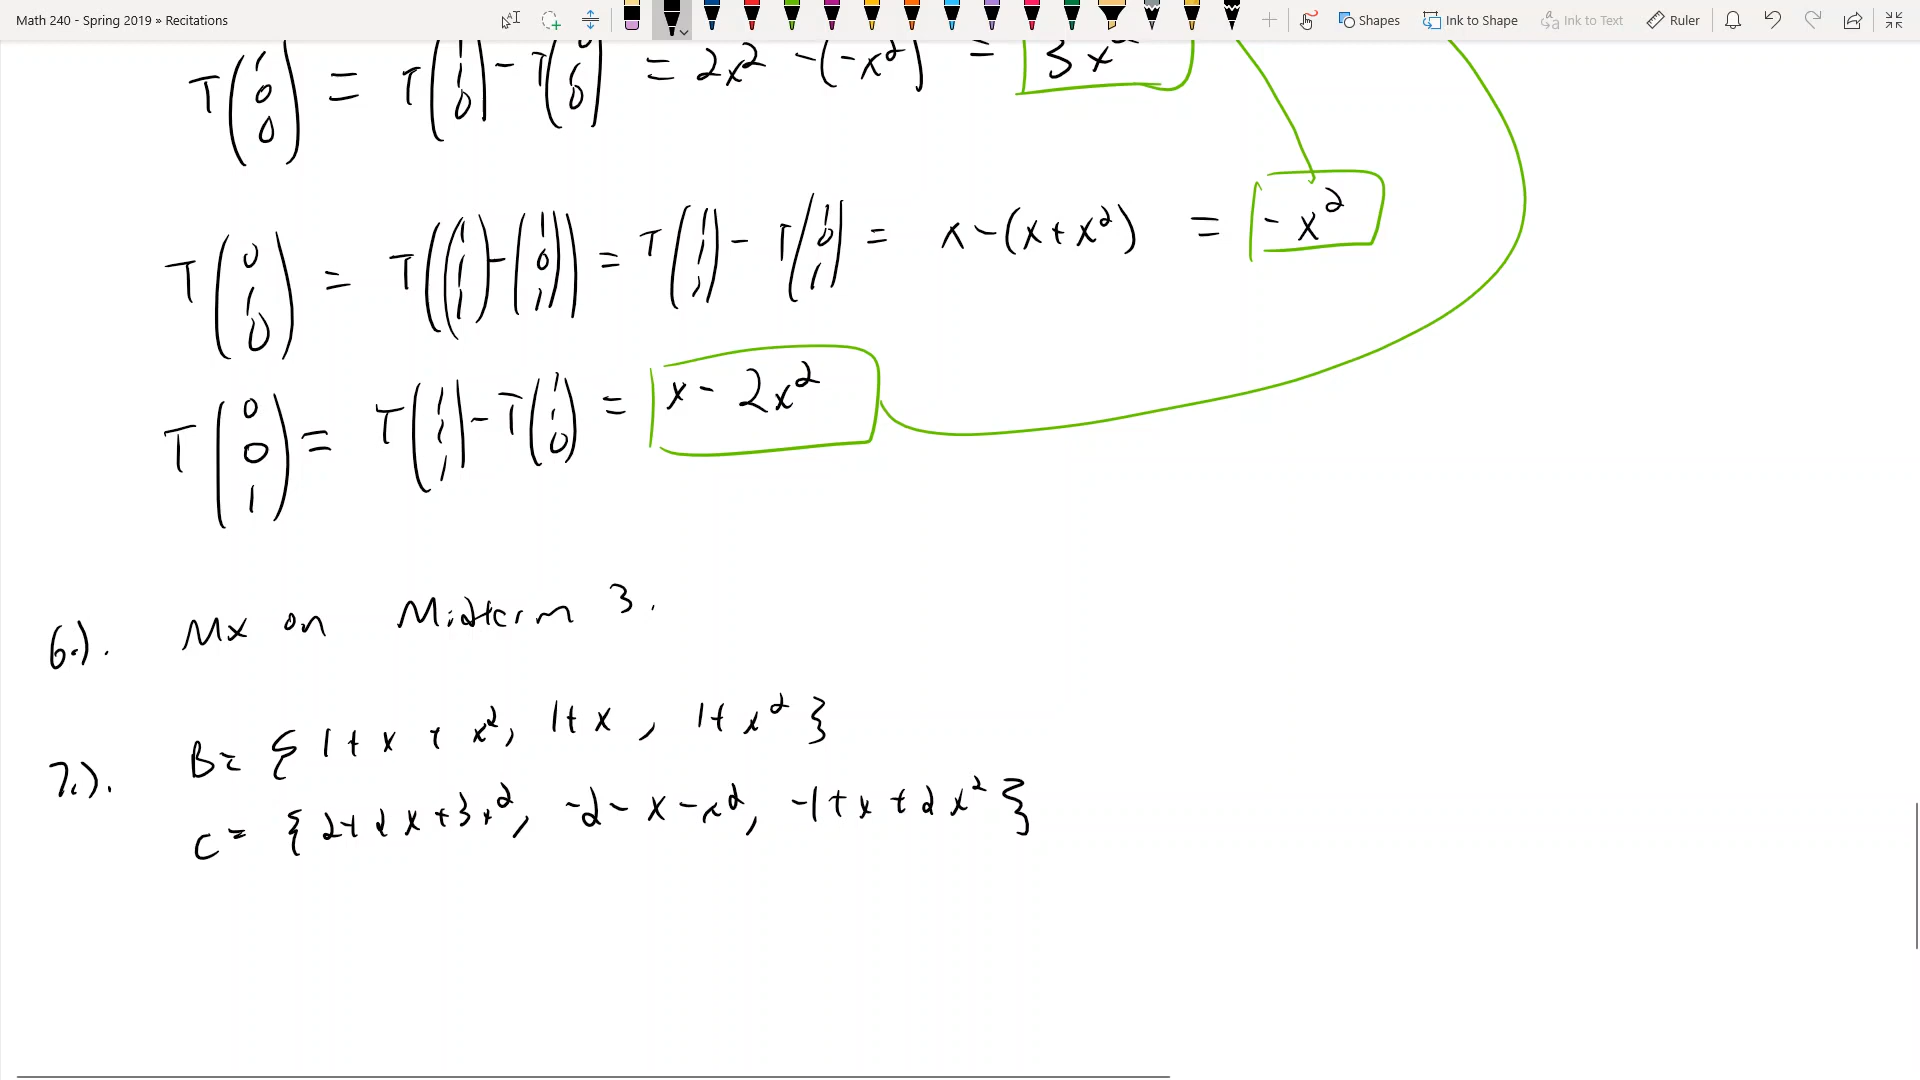 Math 240 - Spring 2019 » Recitations
Shapes Ink to Shape Ink to Text Ruler
T(1 0 0) = T(1 1 0) - T(0 1 0) = 2x² - (-x²) = 3x²
T(0 1 0) = T((1 1 1) - (1 0 1)) = T(1 1 1) - T(1 0 1) = x - (x + x²) = -x²
T(0 0 1) = T(1 1 1) - T(1 1 0) = x - 2x²
6.). Mx on Midterm 3.
7.). B = {1 + x + x², 1 + x, 1 + x²}
C = {2 + 2x + 3x², -2 - x - x², -1 + x + 2x²}